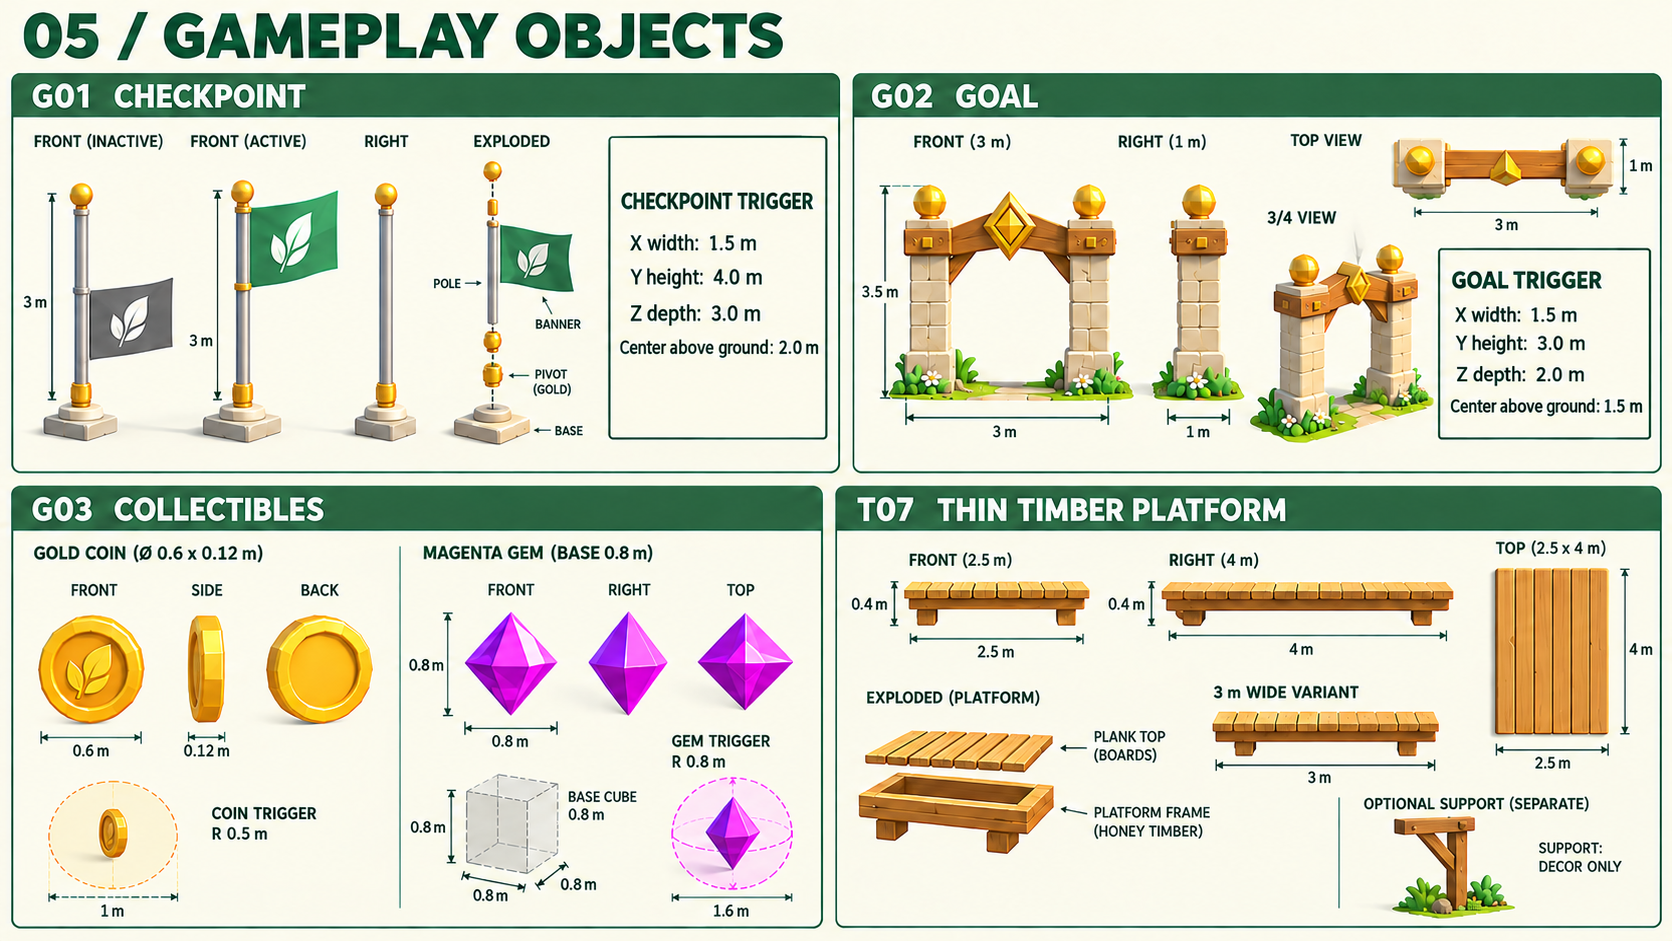 05 / GAMEPLAY OBJECTS
G01 CHECKPOINT
FRONT (INACTIVE)
FRONT (ACTIVE)
RIGHT
EXPLODED
3 m
3 m
POLE
BANNER
PIVOT
(GOLD)
BASE
CHECKPOINT TRIGGER
X width: 1.5 m
Y height: 4.0 m
Z depth: 3.0 m
Center above ground: 2.0 m
G02 GOAL
FRONT (3 m)
RIGHT (1 m)
TOP VIEW
1 m
3 m
3/4 VIEW
3.5 m
3 m
1 m
GOAL TRIGGER
X width: 1.5 m
Y height: 3.0 m
Z depth: 2.0 m
Center above ground: 1.5 m
G03 COLLECTIBLES
GOLD COIN (Ø 0.6 x 0.12 m)
FRONT
SIDE
BACK
0.6 m
0.12 m
COIN TRIGGER
R 0.5 m
1 m
MAGENTA GEM (BASE 0.8 m)
FRONT
RIGHT
TOP
0.8 m
0.8 m
GEM TRIGGER
R 0.8 m
BASE CUBE
0.8 m
0.8 m
0.8 m
0.8 m
1.6 m
T07 THIN TIMBER PLATFORM
FRONT (2.5 m)
RIGHT (4 m)
TOP (2.5 x 4 m)
0.4 m
2.5 m
0.4 m
4 m
4 m
2.5 m
EXPLODED (PLATFORM)
PLANK TOP
(BOARDS)
PLATFORM FRAME
(HONEY TIMBER)
3 m WIDE VARIANT
3 m
OPTIONAL SUPPORT (SEPARATE)
SUPPORT:
DECOR ONLY